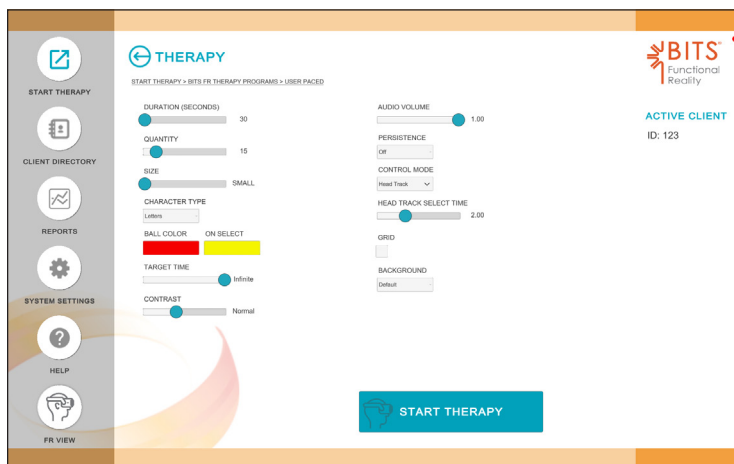 START THERAPY
CLIENT DIRECTORY
REPORTS
SYSTEM SETTINGS
HELP
FR VIEW
THERAPY
START THERAPY > BITS FR THERAPY PROGRAMS > USER PACED
DURATION (SECONDS)
30
QUANTITY
15
SIZE
SMALL
CHARACTER TYPE
Letters
BALL COLOR ON SELECT
TARGET TIME
Infinite
CONTRAST
Normal
AUDIO VOLUME
1.00
PERSISTENCE
Off
CONTROL MODE
Head Track
HEAD TRACK SELECT TIME
2.00
GRID
BACKGROUND
Default
START THERAPY
BITS
Functional
Reality
ACTIVE CLIENT
ID: 123